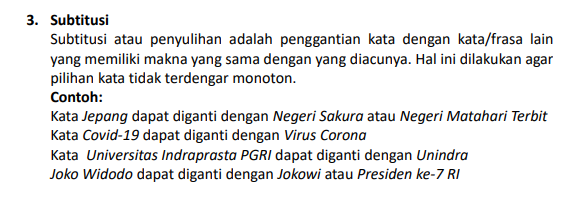 3. Subtitusi
Subtitusi atau penyulihan adalah penggantian kata dengan kata/frasa lain
yang memiliki makna yang sama dengan yang diacunya. Hal ini dilakukan agar
pilihan kata tidak terdengar monoton.
Contoh:
Kata Jepang dapat diganti dengan Negeri Sakura atau Negeri Matahari Terbit
Kata Covid-19 dapat diganti dengan Virus Corona
Kata Universitas Indraprasta PGRI dapat diganti dengan Unindra
Joko Widodo dapat diganti dengan Jokowi atau Presiden ke-7 RI